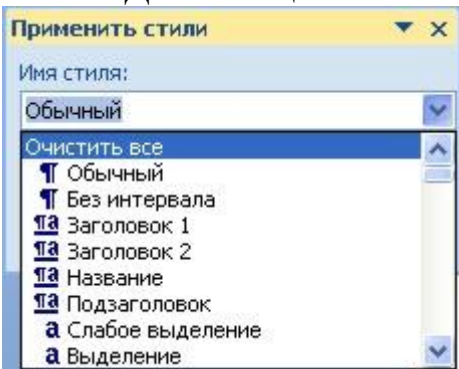 Применить стили
Имя стиля:
Обычный
Очистить все
¶ Обычный
¶ Без интервала
¶a Заголовок 1
¶a Заголовок 2
¶a Название
¶a Подзаголовок
a Слабое выделение
a Выделение